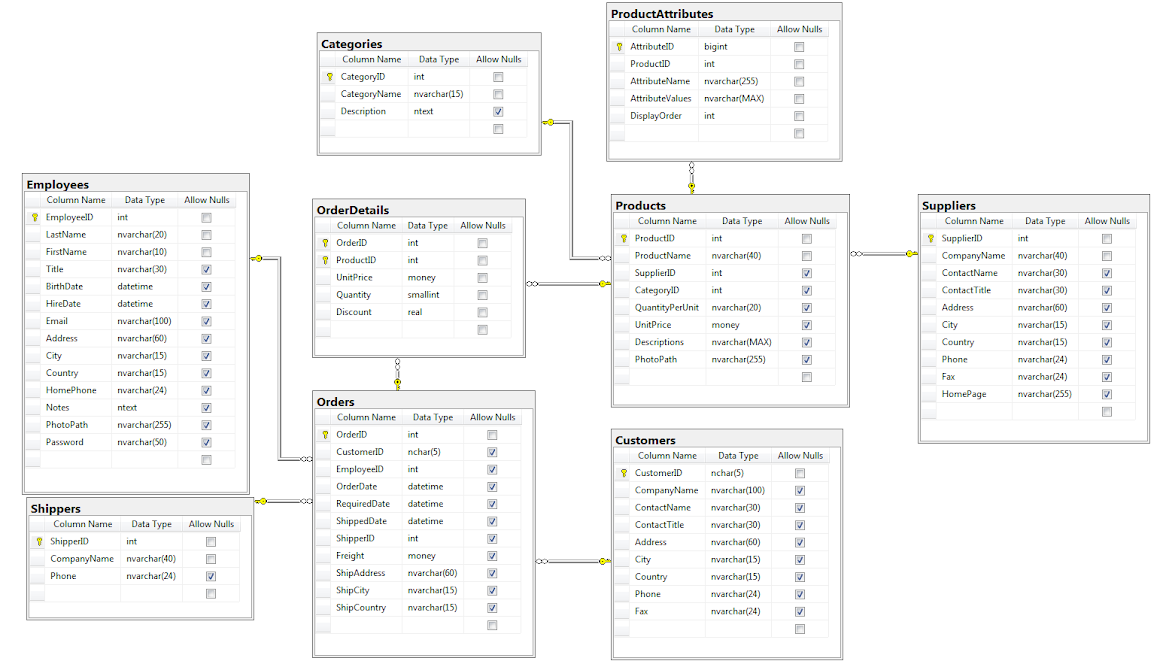 ProductAttributes
Column Name Data Type Allow Nulls
AttributeID bigint
ProductID int
AttributeName nvarchar(255)
AttributeValues nvarchar(MAX)
DisplayOrder int
Categories
Column Name Data Type Allow Nulls
CategoryID int
CategoryName nvarchar(15)
Description ntext
Employees
Column Name Data Type Allow Nulls
EmployeeID int
LastName nvarchar(20)
FirstName nvarchar(10)
Title nvarchar(30)
BirthDate datetime
HireDate datetime
Email nvarchar(100)
Address nvarchar(60)
City nvarchar(15)
Country nvarchar(15)
HomePhone nvarchar(24)
Notes ntext
PhotoPath nvarchar(255)
Password nvarchar(50)
OrderDetails
Column Name Data Type Allow Nulls
OrderID int
ProductID int
UnitPrice money
Quantity smallint
Discount real
Products
Column Name Data Type Allow Nulls
ProductID int
ProductName nvarchar(40)
SupplierID int
CategoryID int
QuantityPerUnit nvarchar(20)
UnitPrice money
Descriptions nvarchar(MAX)
PhotoPath nvarchar(255)
Suppliers
Column Name Data Type Allow Nulls
SupplierID int
CompanyName nvarchar(40)
ContactName nvarchar(30)
ContactTitle nvarchar(30)
Address nvarchar(60)
City nvarchar(15)
Country nvarchar(15)
Phone nvarchar(24)
Fax nvarchar(24)
HomePage nvarchar(255)
Orders
Column Name Data Type Allow Nulls
OrderID int
CustomerID nchar(5)
EmployeeID int
OrderDate datetime
RequiredDate datetime
ShippedDate datetime
ShipperID int
Freight money
ShipAddress nvarchar(60)
ShipCity nvarchar(15)
ShipCountry nvarchar(15)
Customers
Column Name Data Type Allow Nulls
CustomerID nchar(5)
CompanyName nvarchar(100)
ContactName nvarchar(30)
ContactTitle nvarchar(30)
Address nvarchar(60)
City nvarchar(15)
Country nvarchar(15)
Phone nvarchar(24)
Fax nvarchar(24)
Shippers
Column Name Data Type Allow Nulls
ShipperID int
CompanyName nvarchar(40)
Phone nvarchar(24)